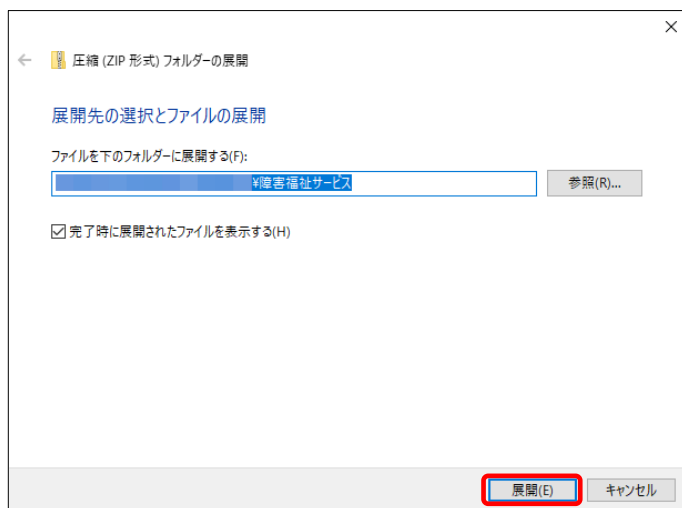 圧縮 (ZIP 形式) フォルダーの展開
展開先の選択とファイルの展開
ファイルを下のフォルダーに展開する(F):
¥障害福祉サービス
参照(R)...
完了時に展開されたファイルを表示する(H)
展開(E)
キャンセル